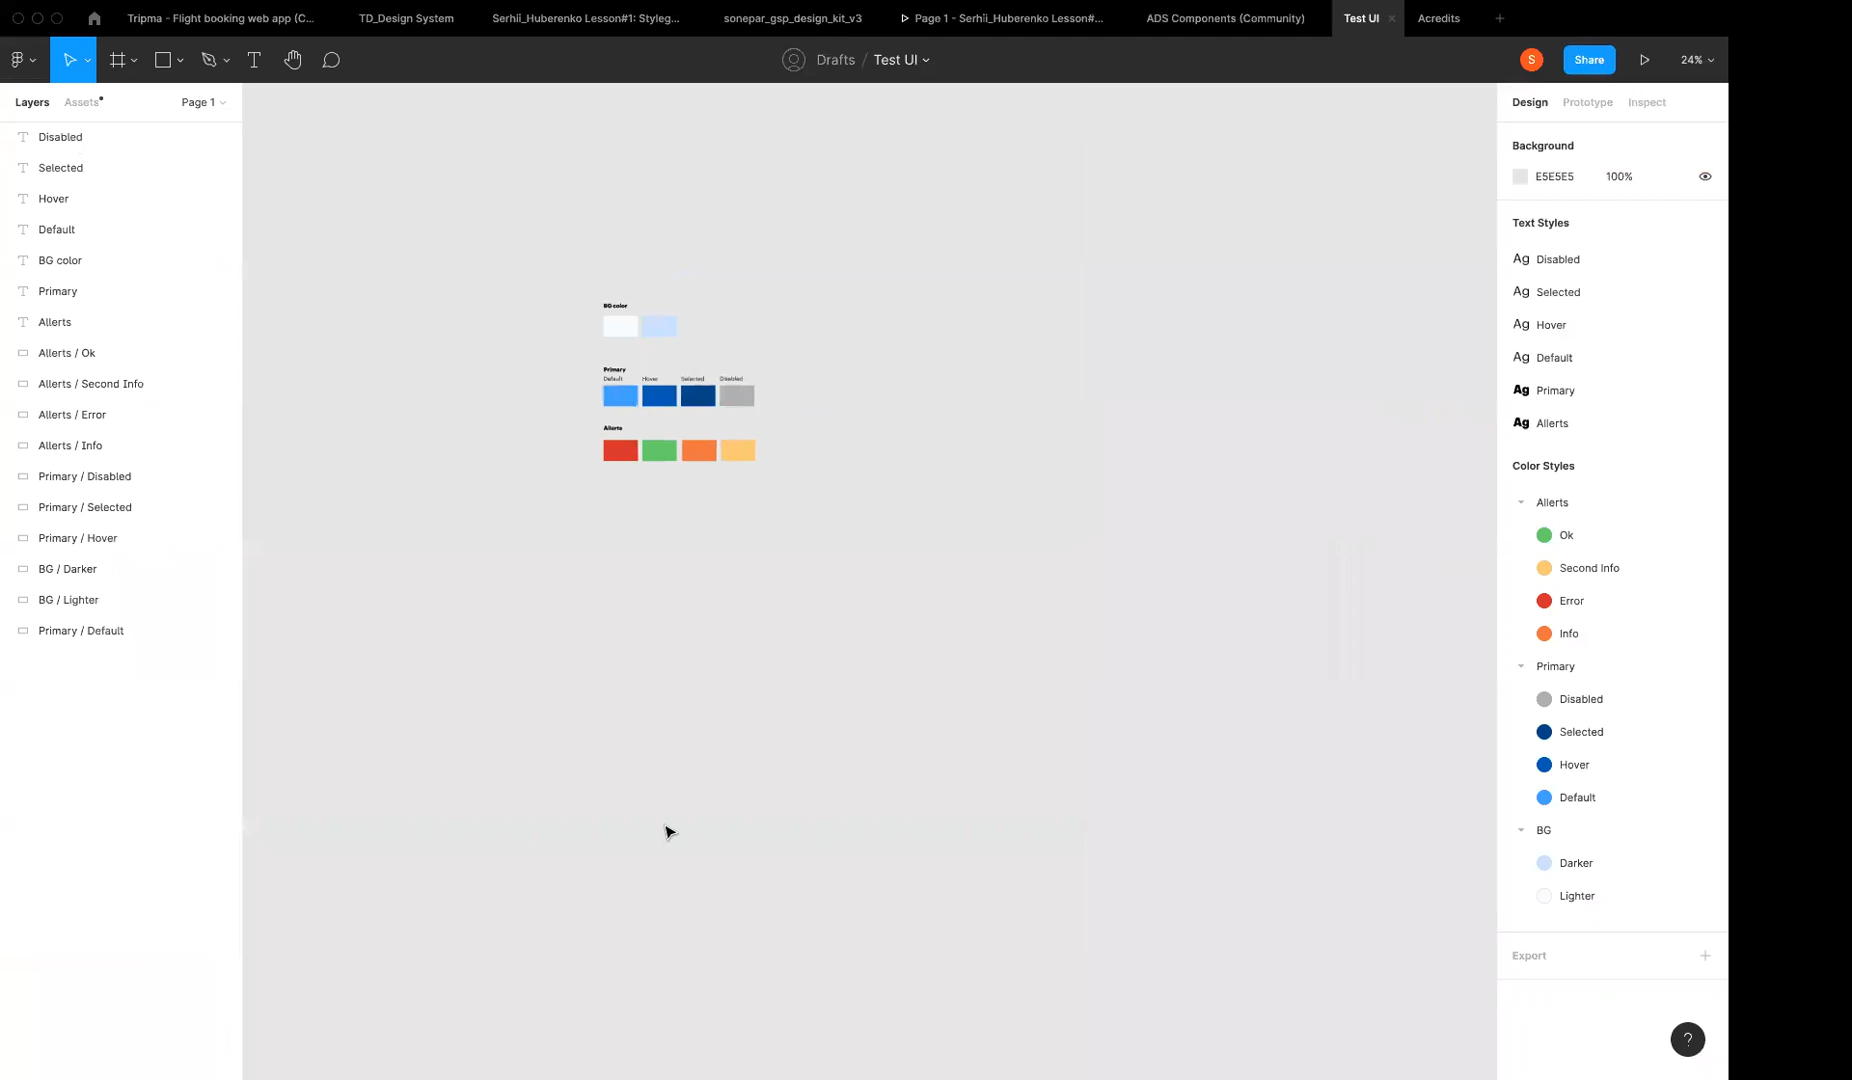 Tripma - Flight booking web app (C...
TD_Design System
Serhii_Huberenko Lesson#1: Styleg...
sonepar_gsp_design_kit_v3
Page 1 - Serhii_Huberenko Lesson#...
ADS Components (Community)
Test UI
Acredits
Drafts / Test UI
S
Share
24%
Layers
Assets
Page 1
Disabled
Selected
Hover
Default
BG color
Primary
Allerts
Allerts / Ok
Allerts / Second Info
Allerts / Error
Allerts / Info
Primary / Disabled
Primary / Selected
Primary / Hover
BG / Darker
BG / Lighter
Primary / Default
BG color
Primary
Default
Hover
Selected
Disabled
Allerts
Design
Prototype
Inspect
Background
E5E5E5
100%
Text Styles
Ag Disabled
Ag Selected
Ag Hover
Ag Default
Ag Primary
Ag Allerts
Color Styles
Allerts
Ok
Second Info
Error
Info
Primary
Disabled
Selected
Hover
Default
BG
Darker
Lighter
Export
?